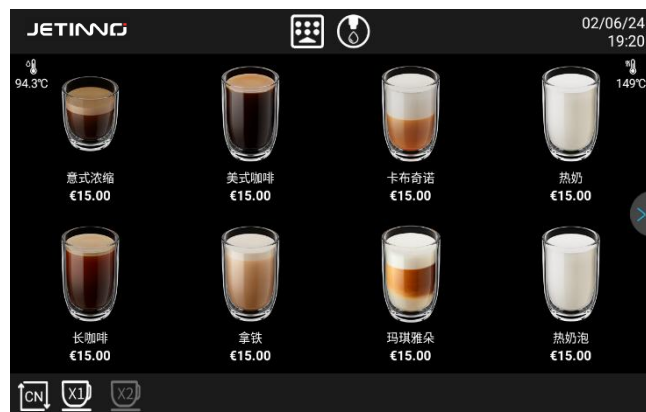 JETINNO
02/06/24
19:20
94.3℃
149℃
意式浓缩
€15.00
美式咖啡
€15.00
卡布奇诺
€15.00
热奶
€15.00
长咖啡
€15.00
拿铁
€15.00
玛琪雅朵
€15.00
热奶泡
€15.00
CN
X1
X2